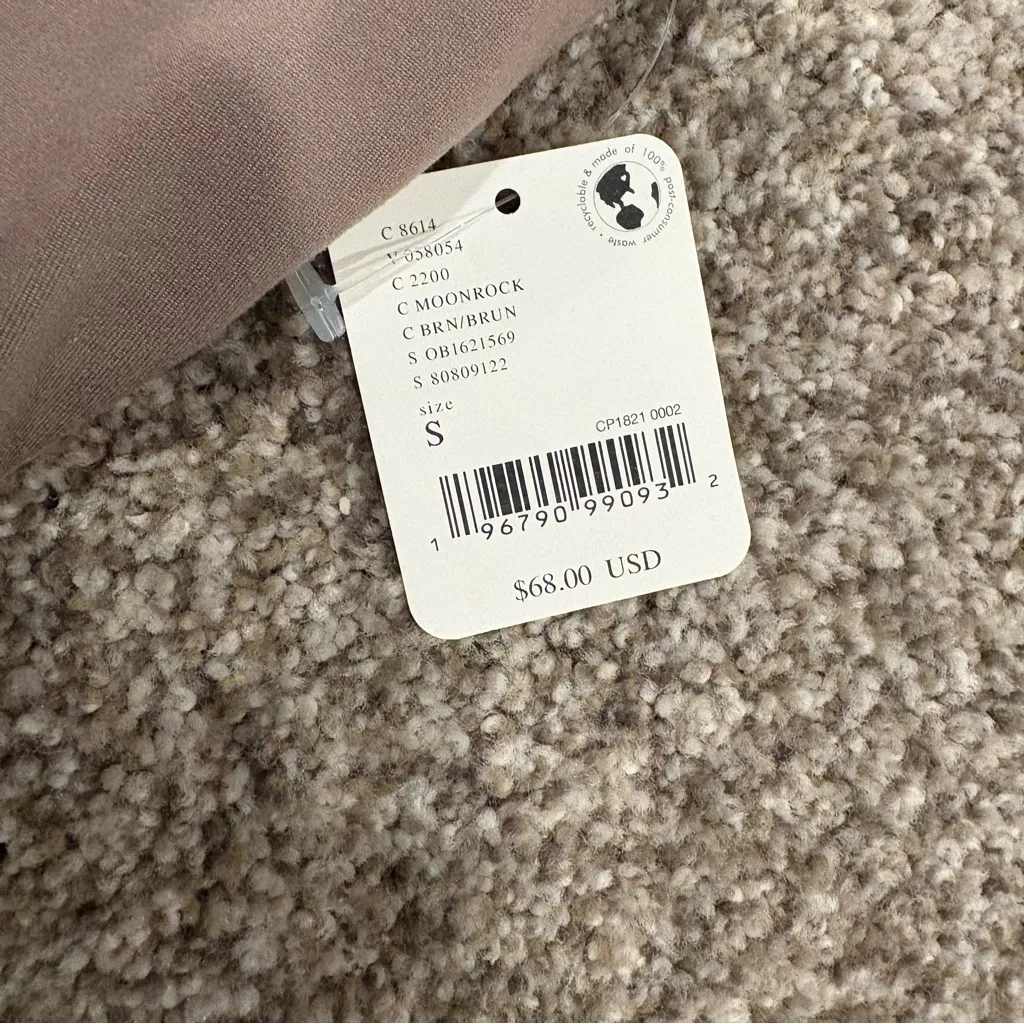 recyclable & made of 100% post-consumer waste •
C 8614
V 058054
C 2200
C MOONROCK
C BRN/BRUN
S OB1621569
S 80809122
size
S
CP1821 0002
1 96790 99093 2
$68.00 USD